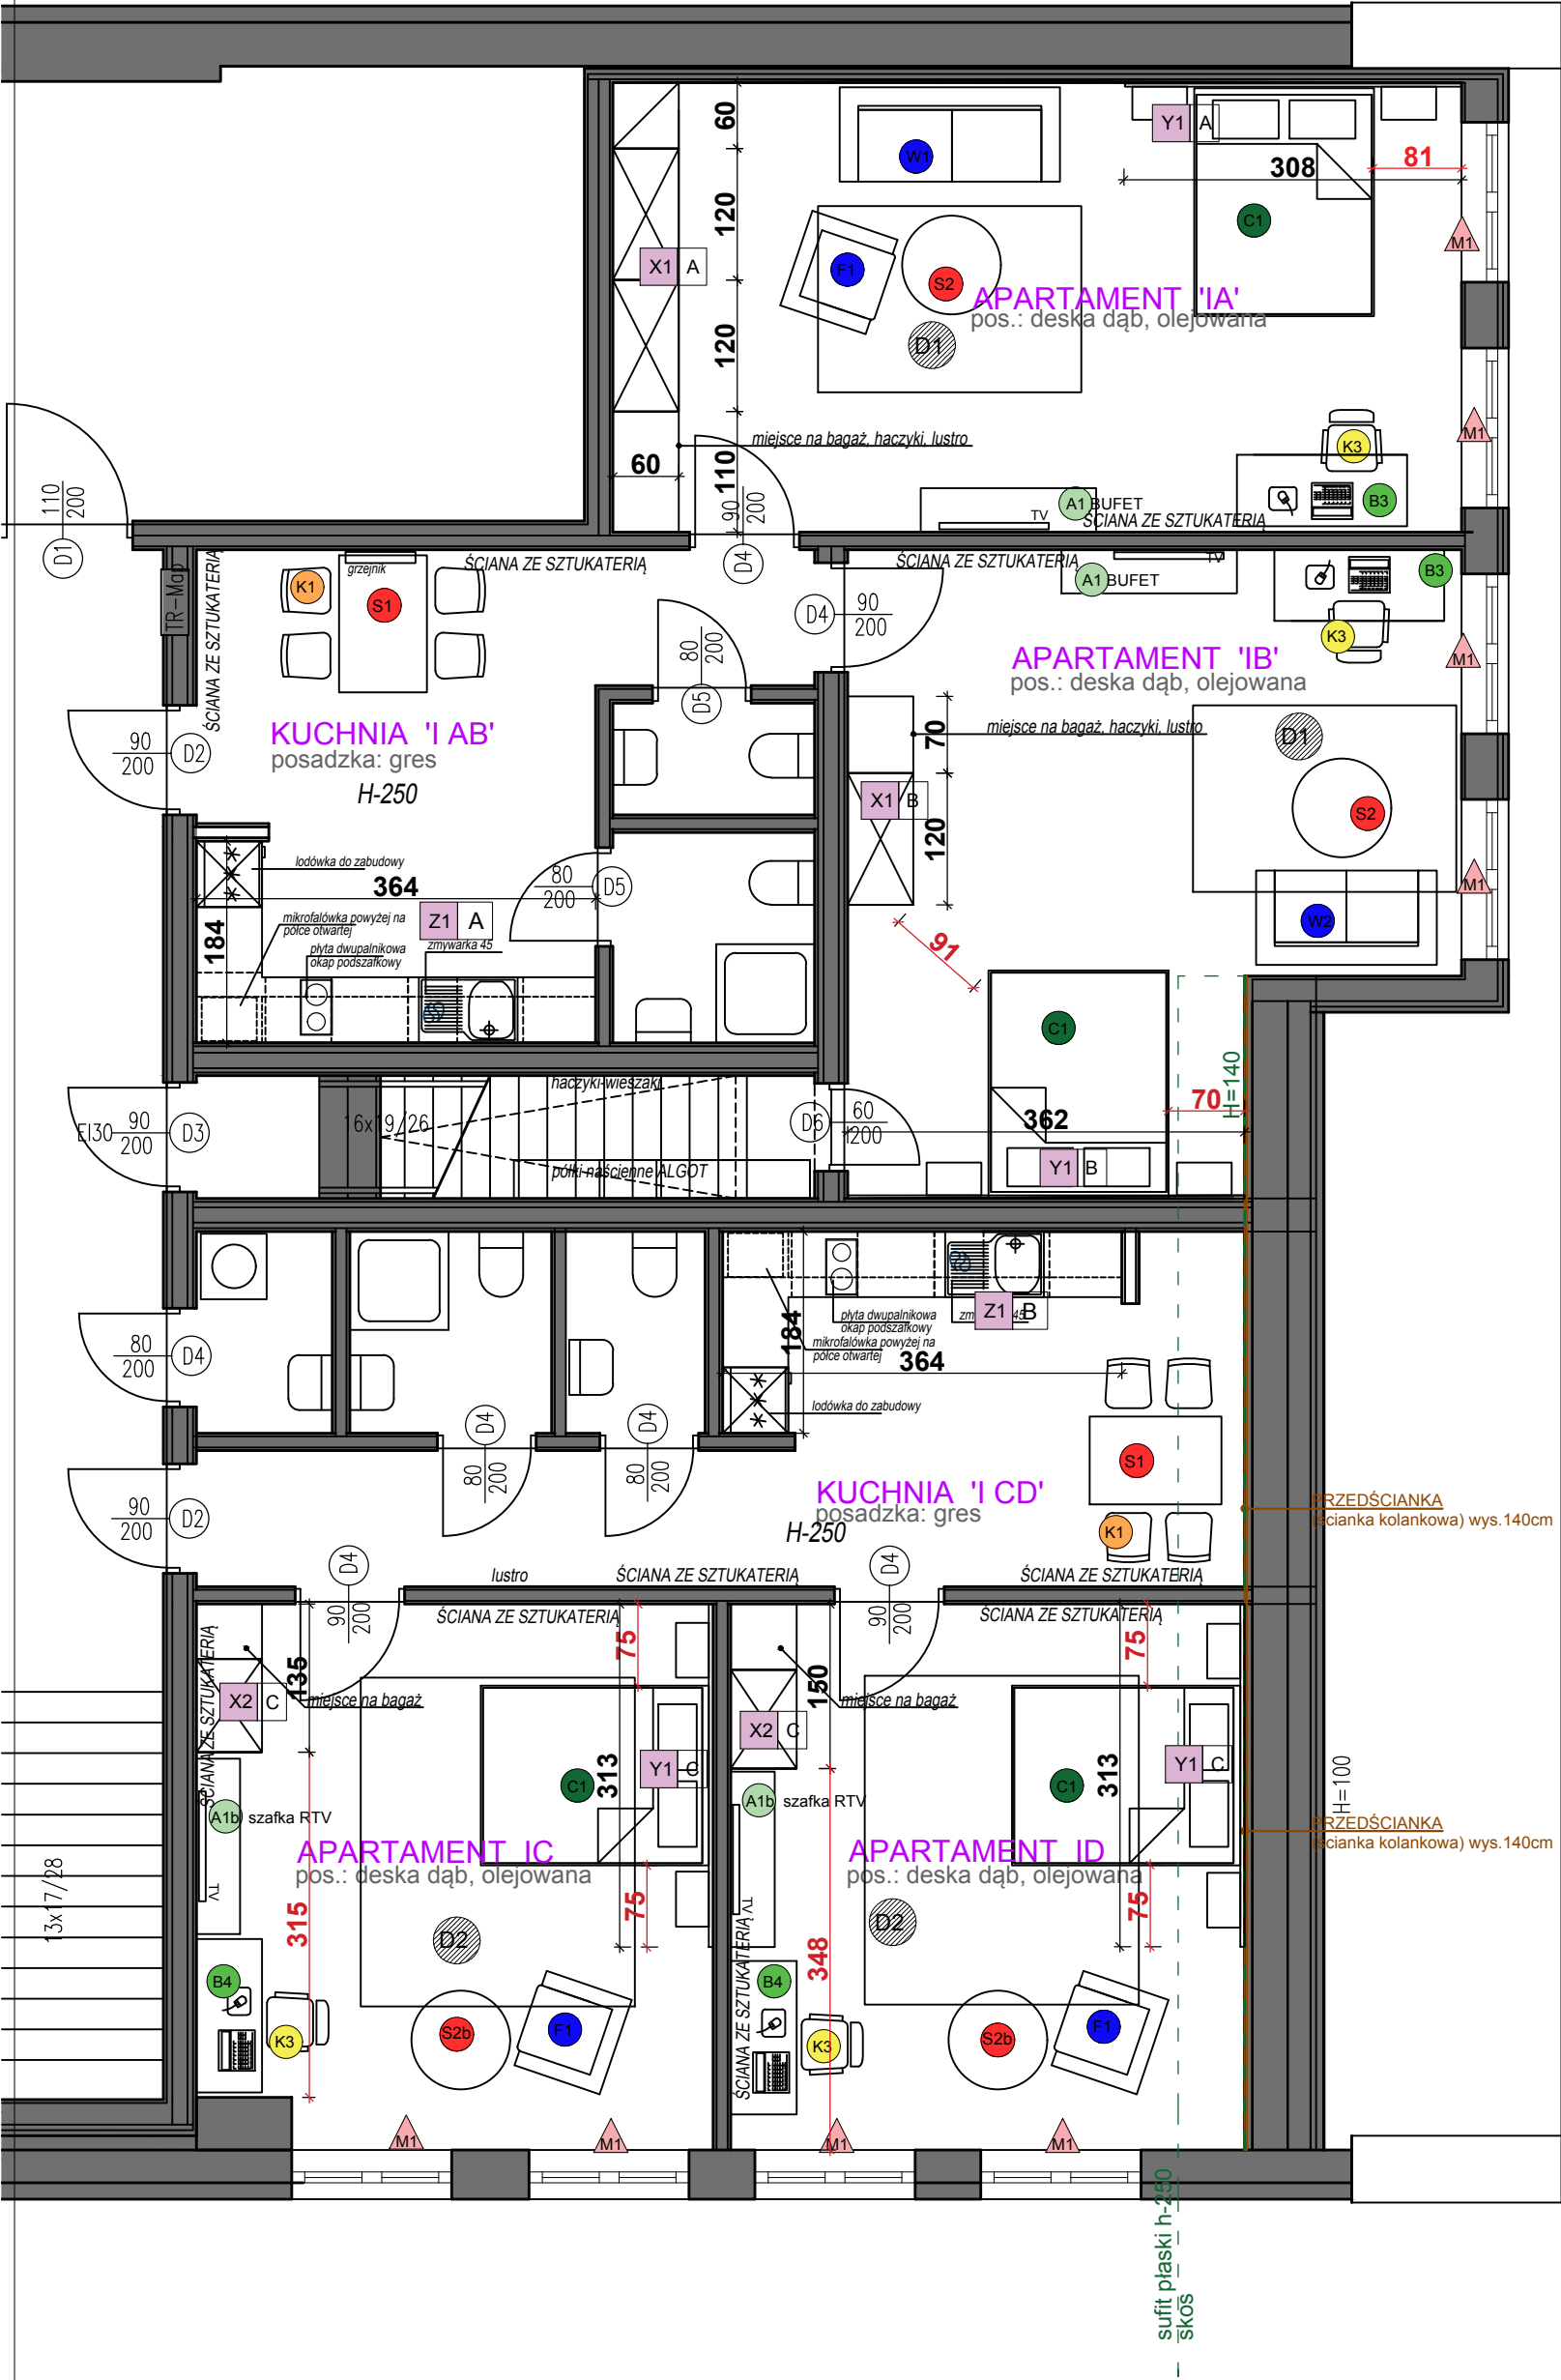 60
Y1 A
308
81
W1
120
C1
M1
X1 A
F1
S2
APARTAMENT 'IA'
pos.: deska dąb, olejowana
D1
120
miejsce na bagaż, haczyki, lustro
M1
K3
60
110
90
200
D4
110
200
D1
A1 BUFET
TV
B3
ŚCIANA ZE SZTUKATERIĄ
ŚCIANA ZE SZTUKATERIĄ
ŚCIANA ZE SZTUKATERIĄ
TV
grzejnik
TR-Map
ŚCIANA ZE SZTUKATERIĄ
K1
S1
A1 BUFET
B3
K3
D4
90
200
80
200
D5
APARTAMENT 'IB'
pos.: deska dąb, olejowana
M1
KUCHNIA 'I AB'
posadzka: gres
H-250
90
200
D2
70
miejsce na bagaż, haczyki, lustro
D1
X1 B
120
S2
lodówka do zabudowy
364
80
200
D5
M1
184
mikrofalówka powyżej na
półce otwartej
Z1 A
zmywarka 45
płyta dwupalnikowa
okap podszafkowy
W2
91
C1
H=140
haczyki-wieszaki
70
EI30
90
200
D3
16x19/26
D6
60
200
362
półki naścienne ALGOT
Y1 B
184
płyta dwupalnikowa
okap podszafkowy
zm 45
Z1 B
mikrofalówka powyżej na
półce otwartej
364
80
200
D4
lodówka do zabudowy
D4
80
200
D4
80
200
S1
KUCHNIA 'I CD'
posadzka: gres
H-250
90
200
D2
K1
PRZEDŚCIANKA
(ścianka kolankowa) wys.140cm
D4
90
200
lustro
ŚCIANA ZE SZTUKATERIĄ
D4
90
200
ŚCIANA ZE SZTUKATERIĄ
ŚCIANA ZE SZTUKATERIĄ
ŚCIANA ZE SZTUKATERIĄ
ŚCIANA ZE SZTUKATERIĄ
135
75
150
75
X2 C
miejsce na bagaż
X2 C
miejsce na bagaż
C1
313
Y1 C
C1
313
Y1 C
H=100
A1b szafka RTV
A1b szafka RTV
PRZEDŚCIANKA
(ścianka kolankowa) wys.140cm
APARTAMENT IC
pos.: deska dąb, olejowana
APARTAMENT ID
pos.: deska dąb, olejowana
TV
TV
13x17/28
315
75
D2
348
75
D2
ŚCIANA ZE SZTUKATERIĄ
B4
K3
S2b
F1
B4
K3
S2b
F1
M1
M1
M1
M1
sufit płaski h-250
skos